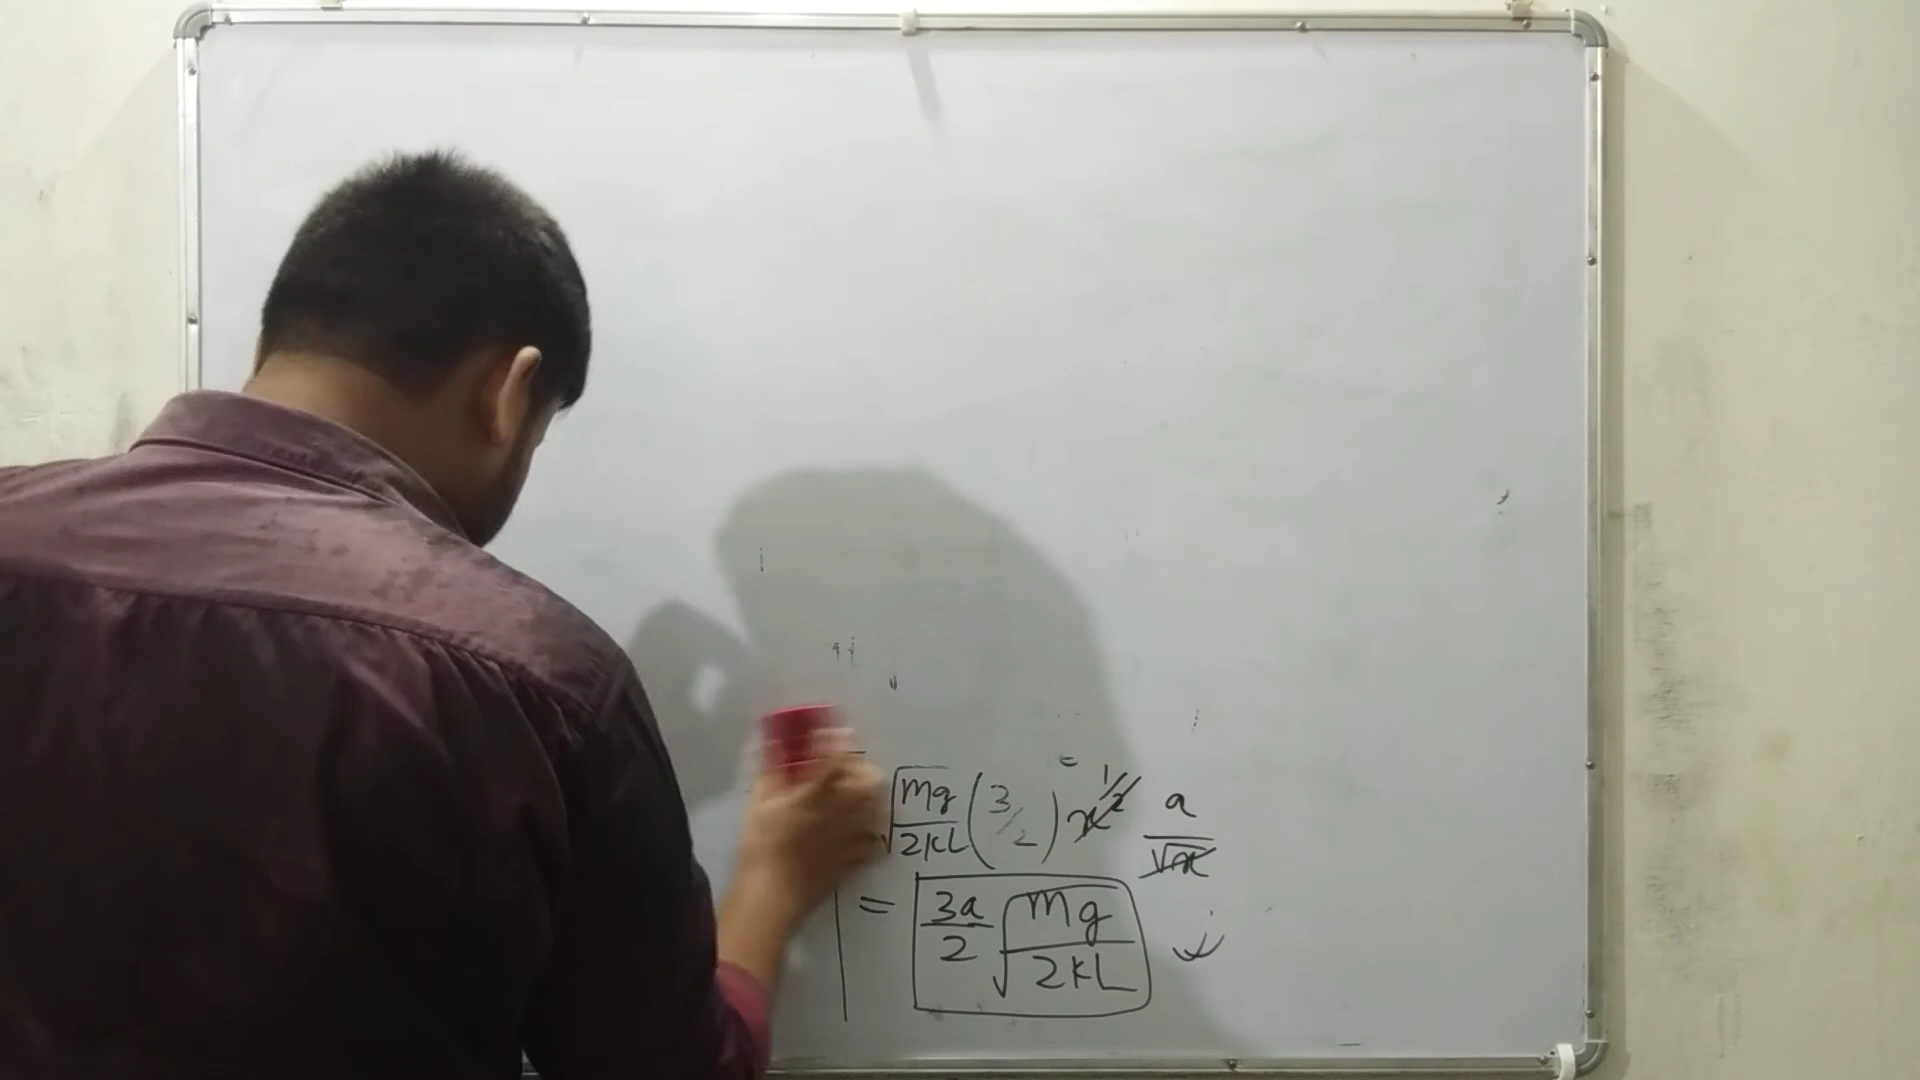 √(mg/2kL) (3/2) x^1/2 a/√x
= 3a/2 √(mg/2kL)